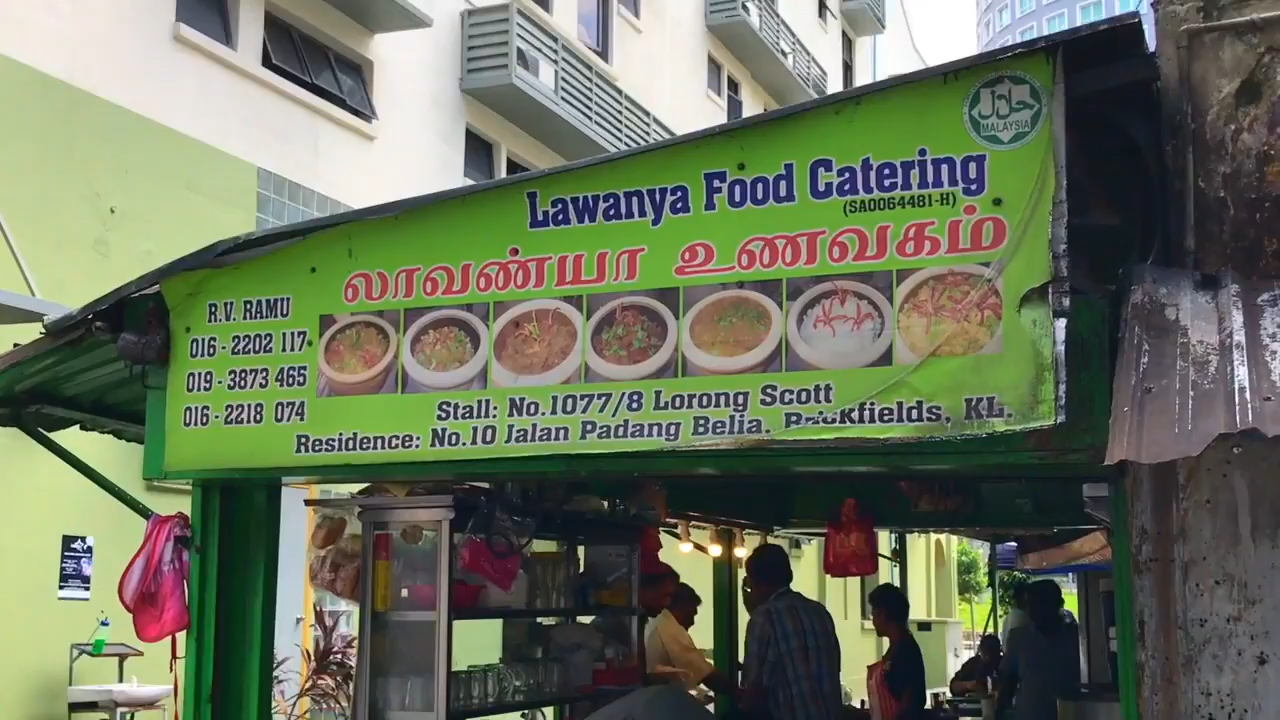 حلال
MALAYSIA
Lawanya Food Catering
(SA0064481-H)
லாவண்யா உணவகம்
R.V. RAMU
016 - 2202 117
019 - 3873 465
016 - 2218 074
Stall: No.1077/8 Lorong Scott
Residence: No.10 Jalan Padang Belia. Brickfields, KL.